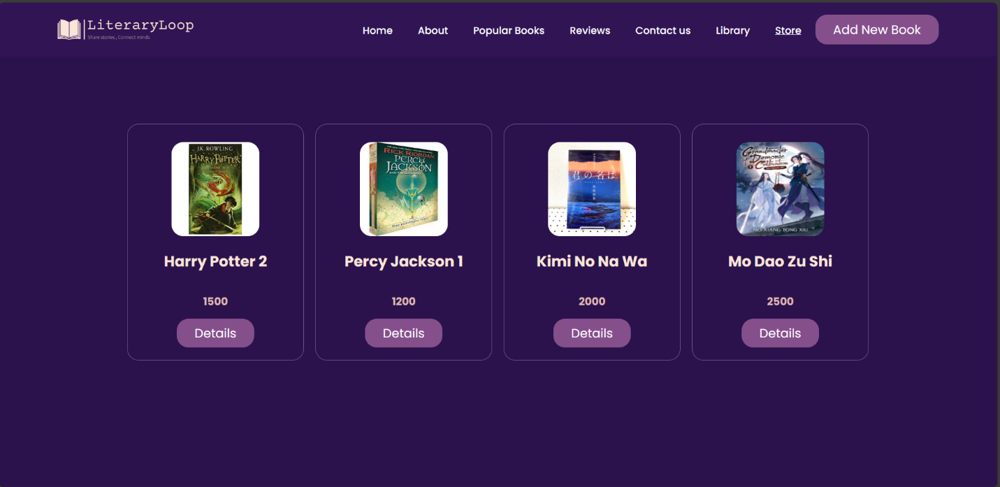 LiteraryLoop
Share stories , Connect minds
Home
About
Popular Books
Reviews
Contact us
Library
Store
Add New Book
J.K. ROWLING
HARRY POTTER
RICK RIORDAN
PERCY
JACKSON
君の名は
Grandmaster
of Demonic
Cultivation
MO XIANG TONG XIU
Harry Potter 2
Percy Jackson 1
Kimi No Na Wa
Mo Dao Zu Shi
1500
1200
2000
2500
Details
Details
Details
Details